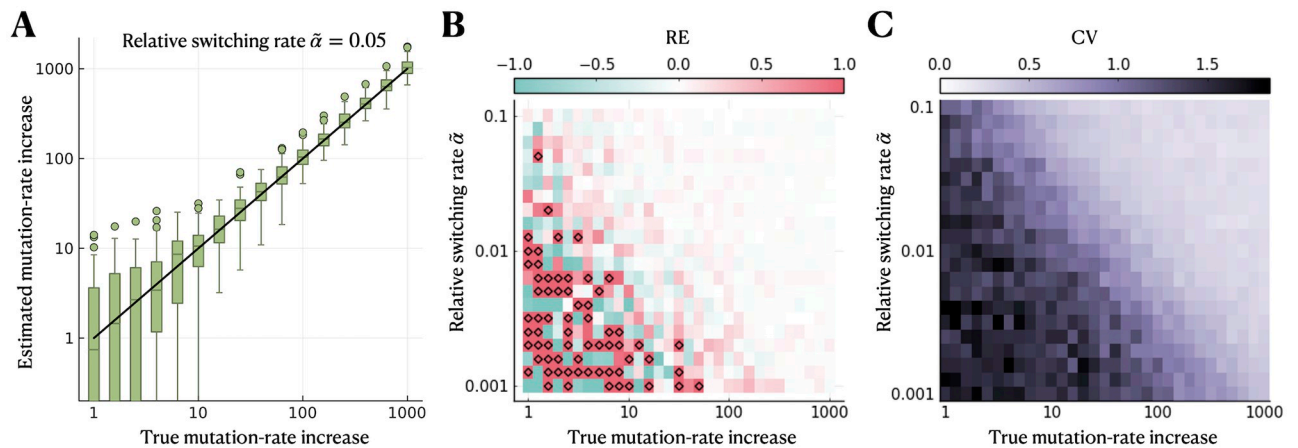 A
Relative switching rate α̃ = 0.05
Estimated mutation-rate increase
1000
100
10
1
1
10
100
1000
True mutation-rate increase
B
RE
−1.0
−0.5
0.0
0.5
1.0
Relative switching rate α̃
0.1
0.01
0.001
1
10
100
1000
True mutation-rate increase
C
CV
0.0
0.5
1.0
1.5
Relative switching rate α̃
0.1
0.01
0.001
1
10
100
1000
True mutation-rate increase